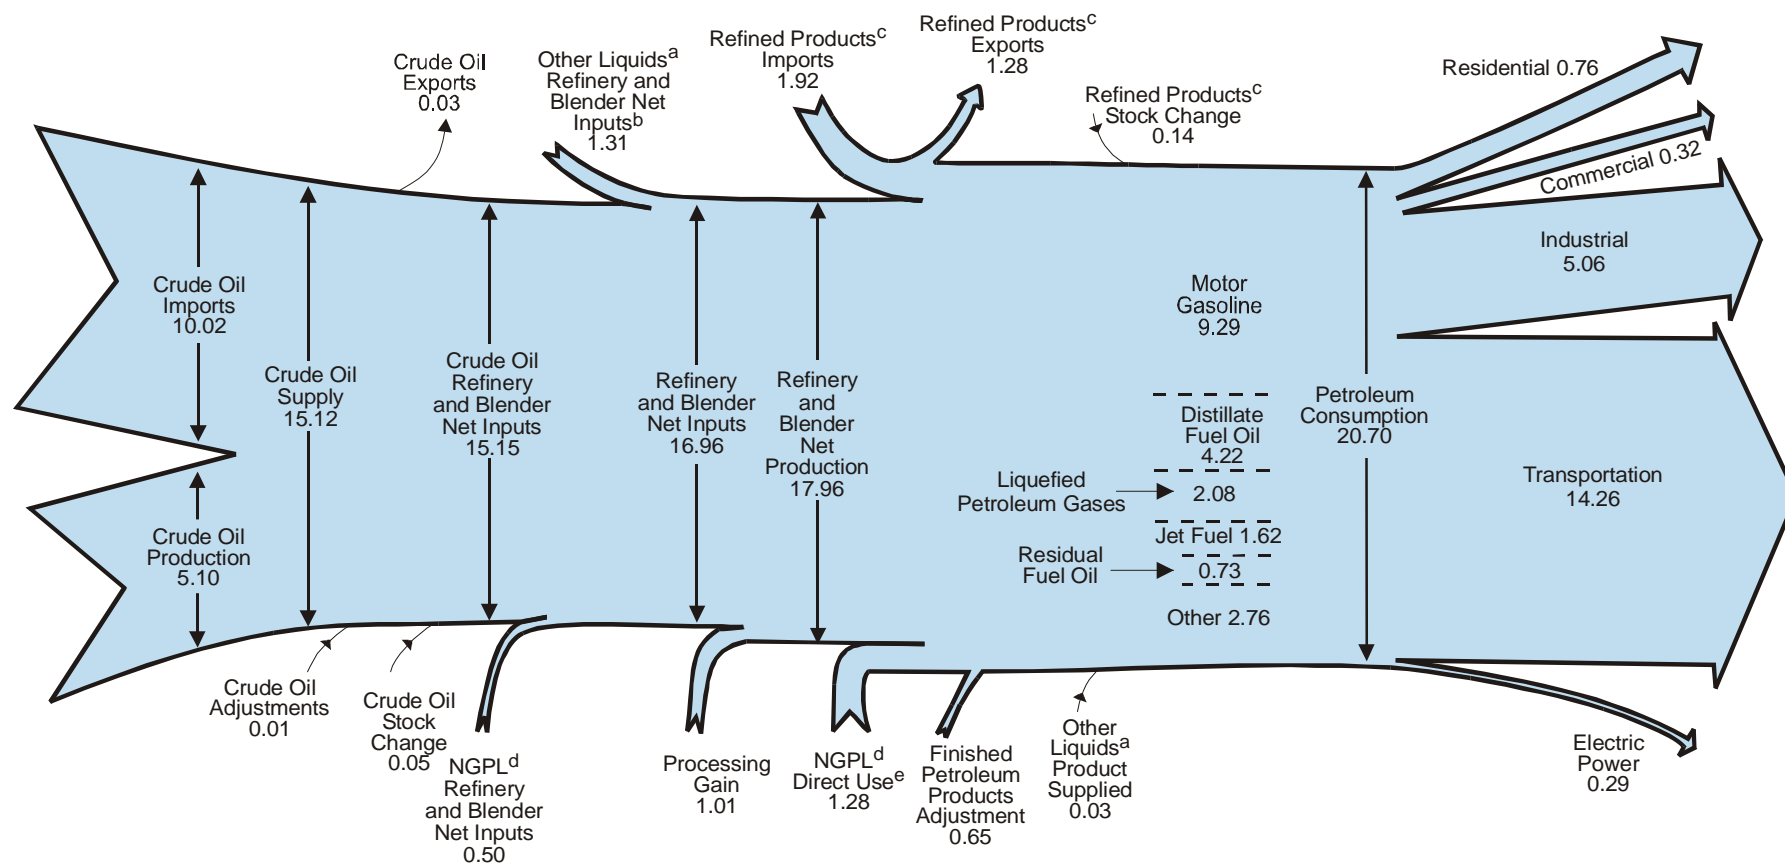 Crude Oil
Exports
0.03
Other Liquidsa
Refinery and
Blender Net
Inputsb
1.31
Refined Productsc
Imports
1.92
Refined Productsc
Exports
1.28
Refined Productsc
Stock Change
0.14
Residential 0.76
Commercial 0.32
Industrial
5.06
Transportation
14.26
Electric
Power
0.29
Crude Oil
Imports
10.02
Crude Oil
Production
5.10
Crude Oil
Supply
15.12
Crude Oil
Refinery
and Blender
Net Inputs
15.15
Refinery
and Blender
Net Inputs
16.96
Refinery
and
Blender
Net
Production
17.96
Motor
Gasoline
9.29
Distillate
Fuel Oil
4.22
Liquefied
Petroleum Gases
2.08
Jet Fuel 1.62
Residual
Fuel Oil
0.73
Other 2.76
Petroleum
Consumption
20.70
Crude Oil
Adjustments
0.01
Crude Oil
Stock
Change
0.05
NGPLd
Refinery
and Blender
Net Inputs
0.50
Processing
Gain
1.01
NGPLd
Direct Usee
1.28
Finished
Petroleum
Products
Adjustment
0.65
Other
Liquidsa
Product
Supplied
0.03